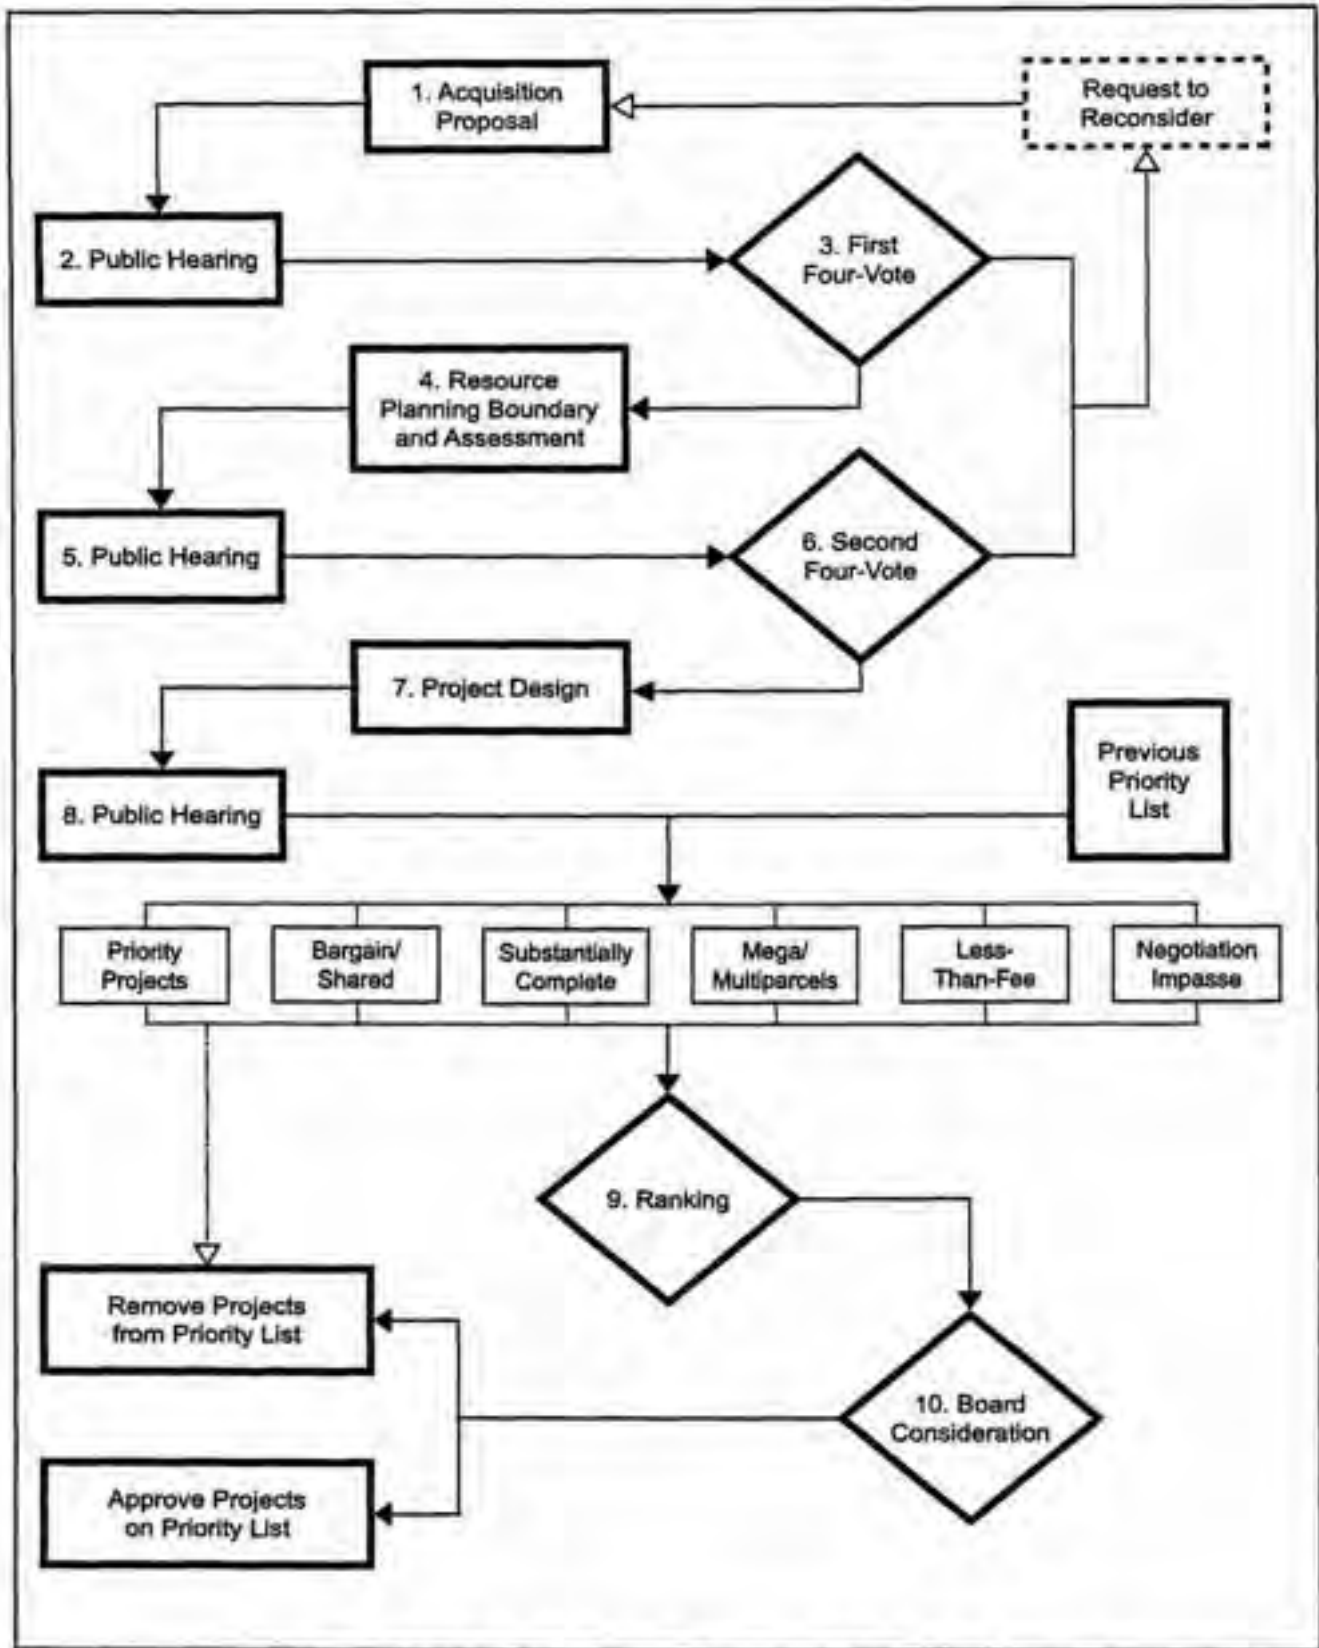 1. Acquisition
Proposal
Request to
Reconsider
2. Public Hearing
3. First
Four-Vote
4. Resource
Planning Boundary
and Assessment
5. Public Hearing
6. Second
Four-Vote
7. Project Design
Previous
Priority
List
8. Public Hearing
Priority
Projects
Bargain/
Shared
Substantially
Complete
Mega/
Multiparcels
Less-
Than-Fee
Negotiation
Impasse
9. Ranking
Remove Projects
from Priority List
10. Board
Consideration
Approve Projects
on Priority List